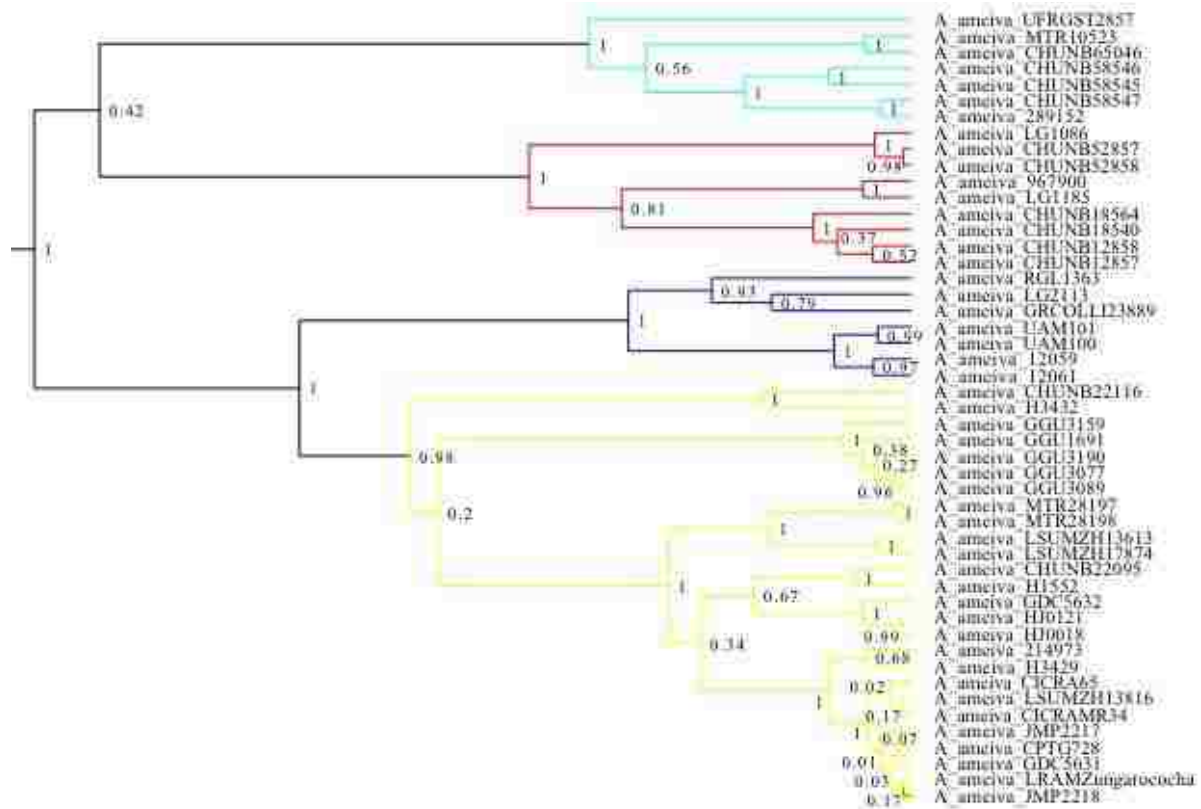 A_ameiva_UFRGST2857
A_ameiva_MTR10523
1
1
A_ameiva_CHUNB65046
0.56
A_ameiva_CHUNB58546
1
A_ameiva_CHUNB58545
1
A_ameiva_CHUNB58547
1
A_ameiva_289152
0.42
A_ameiva_LG1086
1
A_ameiva_CHUNB52857
0.98
A_ameiva_CHUNB52858
1
A_ameiva_967900
1
A_ameiva_LG1185
0.81
A_ameiva_CHUNB18564
1
A_ameiva_CHUNB18540
0.37
A_ameiva_CHUNB12858
1
0.52
A_ameiva_CHUNB12857
A_ameiva_RGL1363
0.93
A_ameiva_LG2113
0.79
A_ameiva_GRCOLLI23889
1
A_ameiva_UAM101
0.99
A_ameiva_UAM100
1
A_ameiva_12059
0.97
A_ameiva_12061
1
A_ameiva_CHUNB22116
1
A_ameiva_H3432
A_ameiva_GGU3159
1
A_ameiva_GGU1691
0.38
0.98
A_ameiva_GGU3190
0.27
A_ameiva_GGU3077
A_ameiva_GGU3089
0.96
A_ameiva_MTR28197
0.2
1
A_ameiva_MTR28198
1
A_ameiva_LSUMZH13613
1
A_ameiva_LSUMZH17874
A_ameiva_CHUNB22095
1
1
A_ameiva_H1552
0.67
A_ameiva_GDC5632
1
A_ameiva_HJ0121
A_ameiva_HJ0018
0.99
0.34
A_ameiva_214973
0.68
A_ameiva_H3429
A_ameiva_CICRA65
0.02
A_ameiva_LSUMZH13816
1
A_ameiva_CICRAMR34
0.17
A_ameiva_JMP2217
1
0.07
A_ameiva_CPTG728
A_ameiva_GDC5631
0.01
A_ameiva_LRAMZungarococha
0.03
1
A_ameiva_JMP2218
0.17